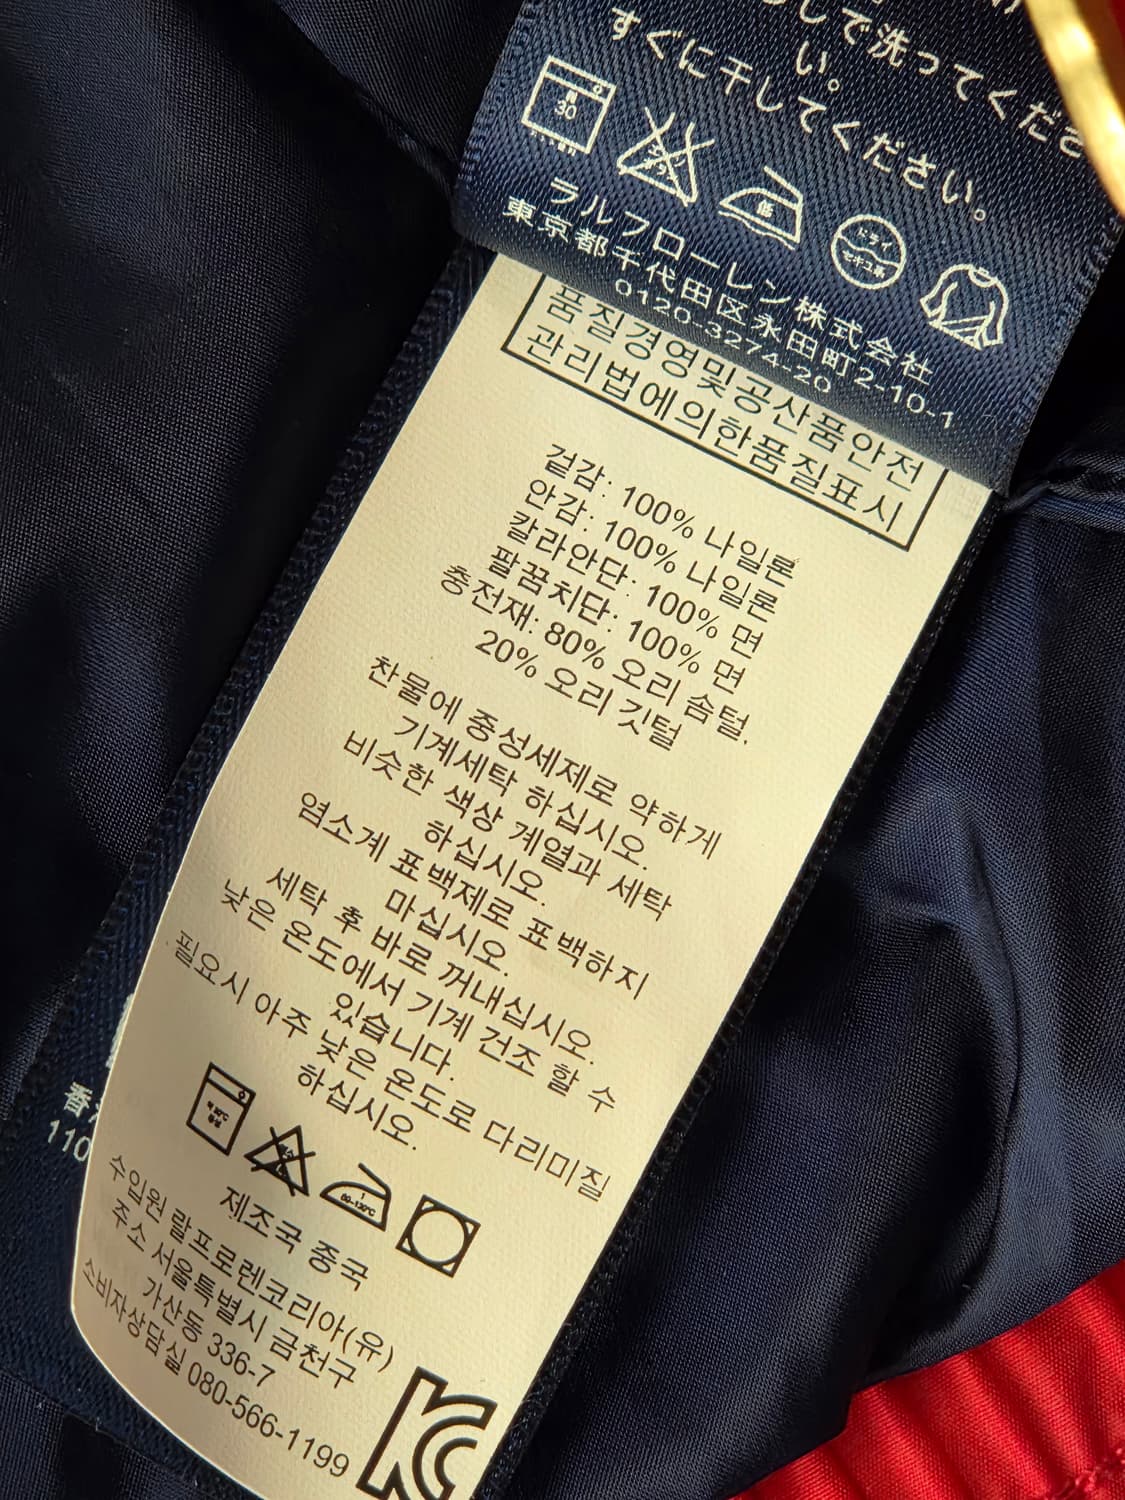 しで洗ってくださ
い。
すぐに干してください。
30
ラルフローレン株式会社
東京都千代田区永田町2-10-1
0120-3274-20
품질경영및공산품안전
관리법에의한품질표시
겉감: 100% 나일론
안감: 100% 나일론
칼라안단: 100% 면
팔꿈치단: 100% 면
충전재: 80% 오리 솜털.
20% 오리 깃털
찬물에 중성세제로 약하게
기계세탁 하십시오.
비슷한 색상 계열과 세탁
하십시오.
염소계 표백제로 표백하지
마십시오.
세탁 후 바로 꺼내십시오.
낮은 온도에서 기계 건조 할 수
있습니다.
필요시 아주 낮은 온도로 다리미질
하십시오.
제조국 중국
수입원 랄프로렌코리아(유)
주소 서울특별시 금천구
가산동 336-7
소비자상담실 080-566-1199
110